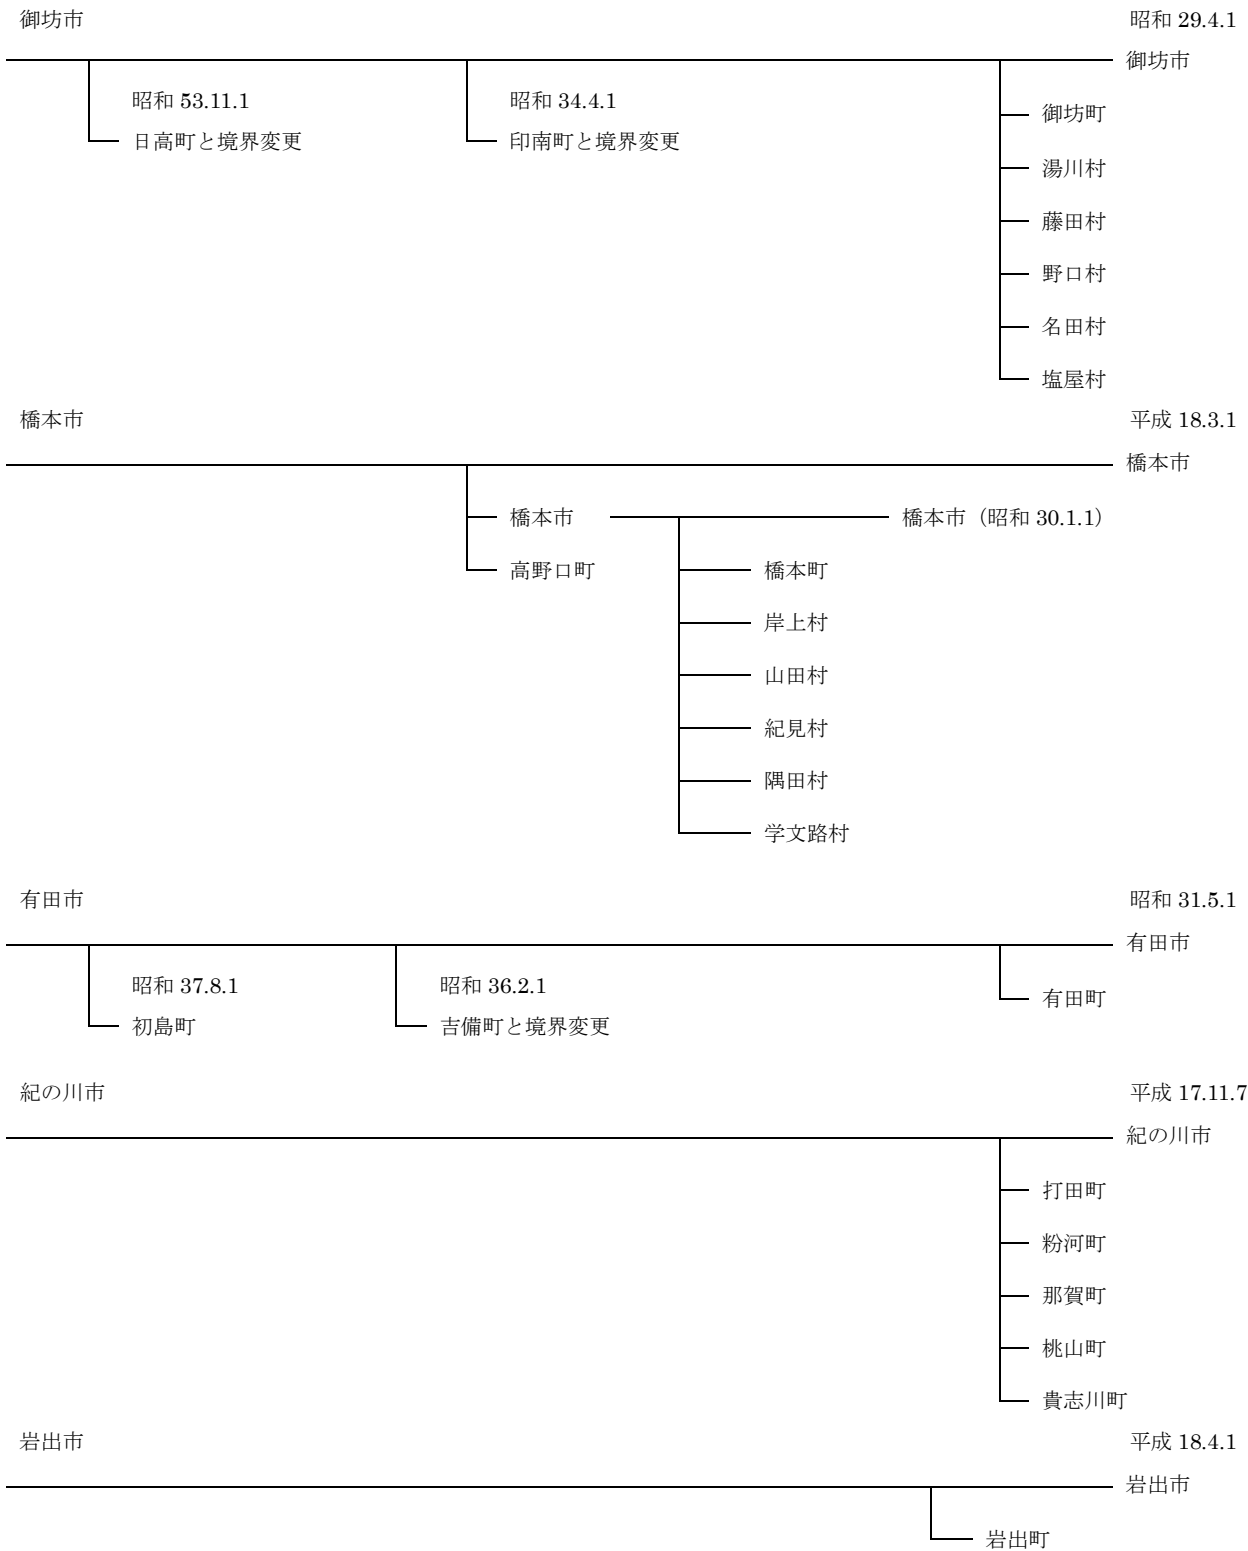 御坊市
昭和 29.4.1
御坊市
昭和 53.11.1
日高町と境界変更
昭和 34.4.1
印南町と境界変更
御坊町
湯川村
藤田村
野口村
名田村
塩屋村
橋本市
平成 18.3.1
橋本市
橋本市
橋本市（昭和 30.1.1）
高野口町
橋本町
岸上村
山田村
紀見村
隅田村
学文路村
有田市
昭和 31.5.1
有田市
昭和 37.8.1
初島町
昭和 36.2.1
吉備町と境界変更
有田町
紀の川市
平成 17.11.7
紀の川市
打田町
粉河町
那賀町
桃山町
貴志川町
岩出市
平成 18.4.1
岩出市
岩出町